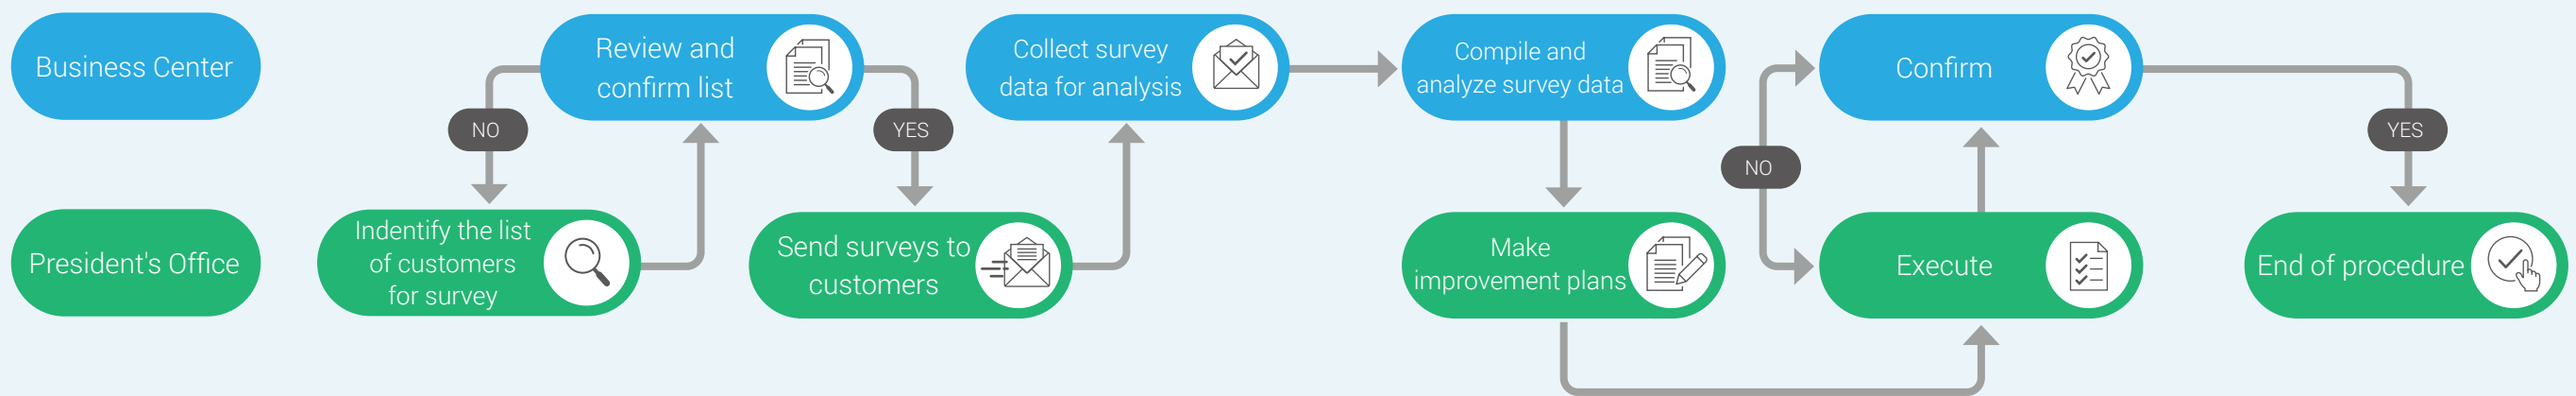 Business Center
Review and
confirm list
Collect survey
data for analysis
Compile and
analyze survey data
Confirm
NO
YES
NO
YES
President's Office
Indentify the list
of customers
for survey
Send surveys to
customers
Make
improvement plans
Execute
End of procedure